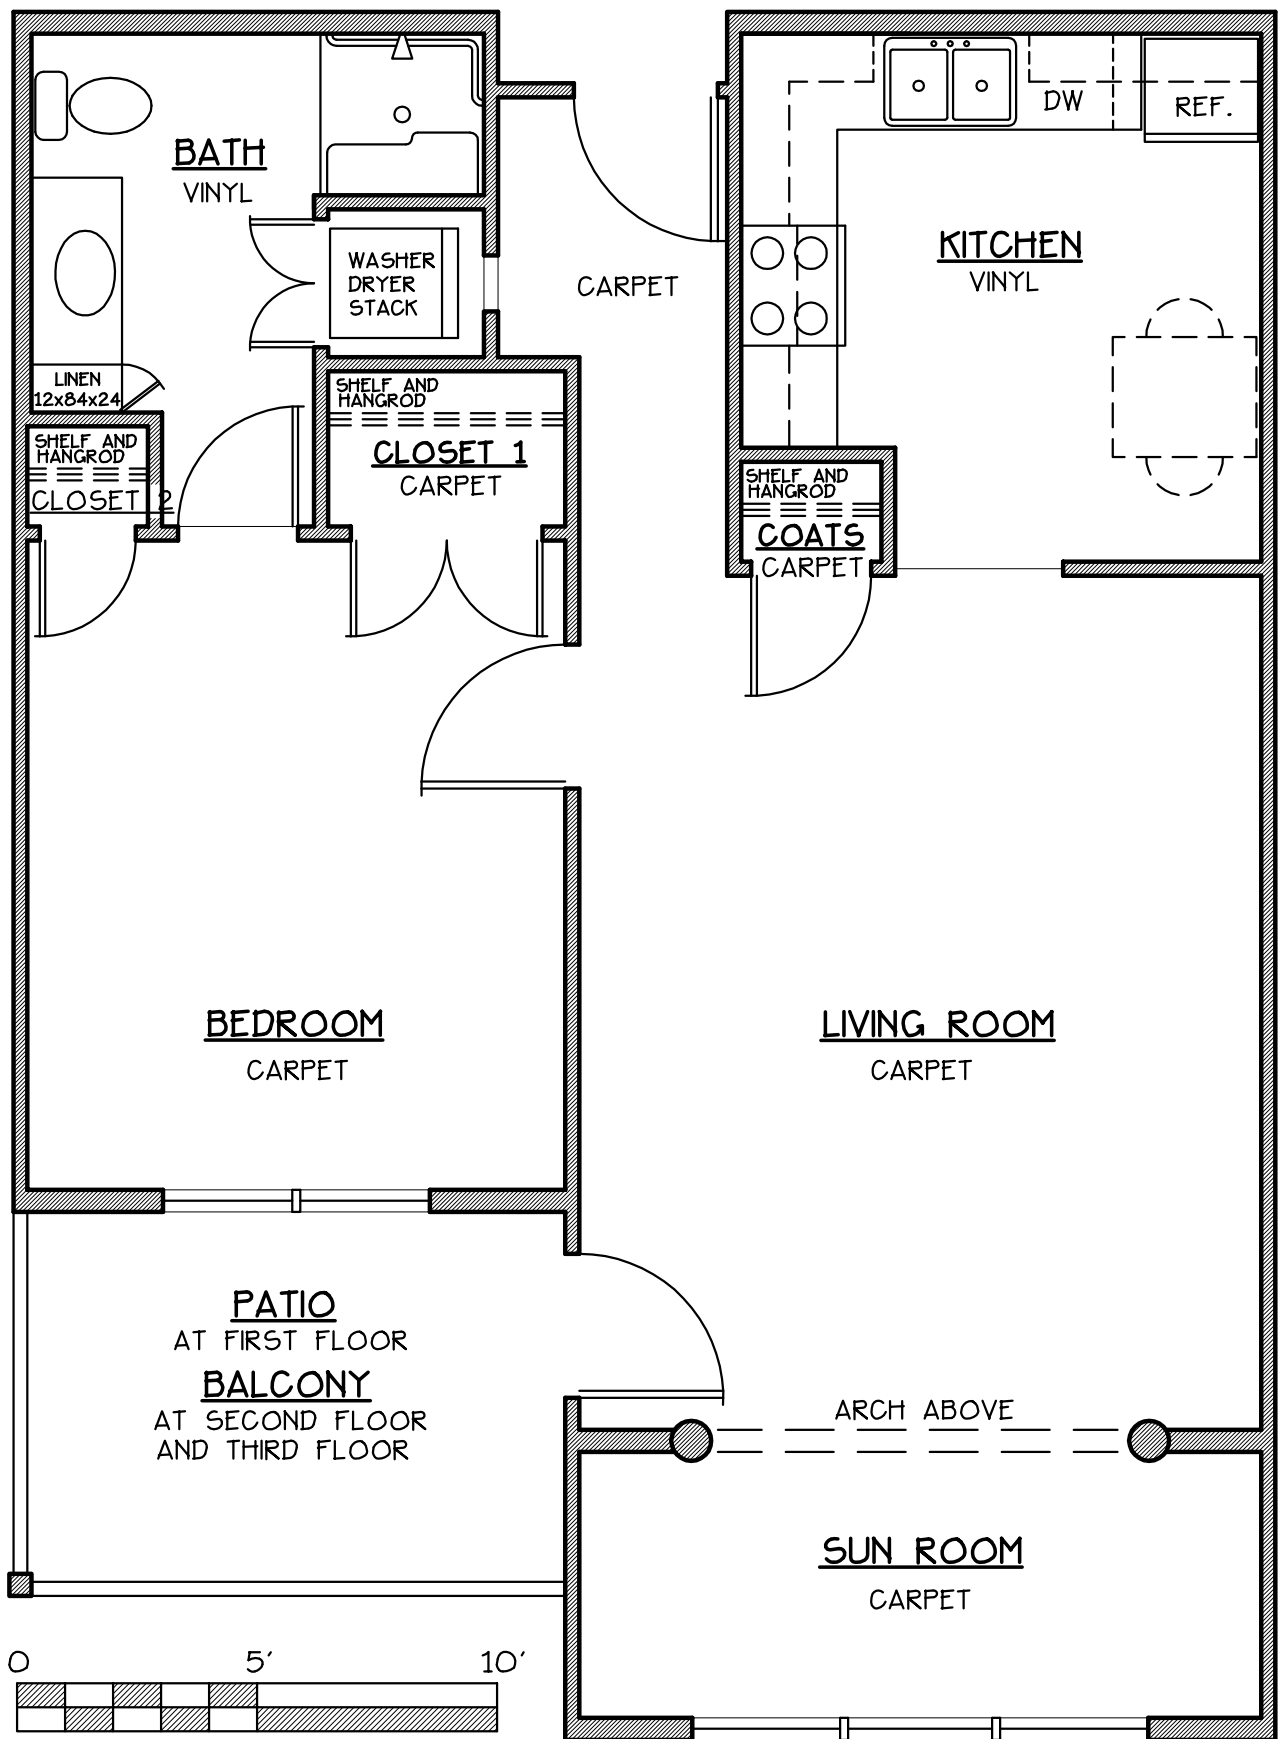 DW
REF.
BATH
VINYL
KITCHEN
VINYL
WASHER
DRYER
STACK
CARPET
LINEN
12x84x24
SHELF AND
HANGROD
CLOSET 1
CARPET
SHELF AND
HANGROD
CLOSET 2
SHELF AND
HANGROD
COATS
CARPET
BEDROOM
CARPET
LIVING ROOM
CARPET
PATIO
AT FIRST FLOOR
BALCONY
AT SECOND FLOOR
AND THIRD FLOOR
ARCH ABOVE
SUN ROOM
CARPET
0 5' 10'